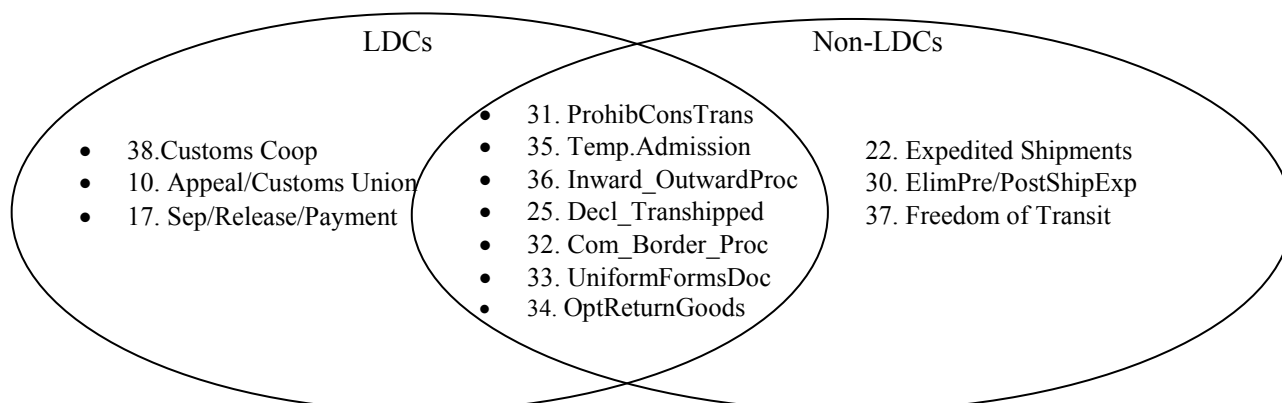 LDCs
Non-LDCs
• 38.Customs Coop
• 10. Appeal/Customs Union
• 17. Sep/Release/Payment
• 31. ProhibConsTrans
• 35. Temp.Admission
• 36. Inward_OutwardProc
• 25. Decl_Transhipped
• 32. Com_Border_Proc
• 33. UniformFormsDoc
• 34. OptReturnGoods
22. Expedited Shipments
30. ElimPre/PostShipExp
37. Freedom of Transit